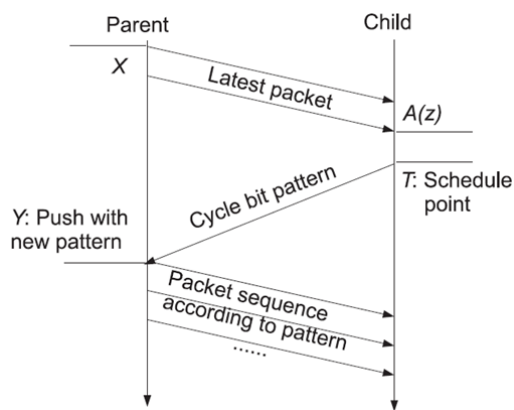 Parent
Child
X
Latest packet
A(z)
Cycle bit pattern
T: Schedule
point
Y: Push with
new pattern
Packet sequence
according to pattern
......